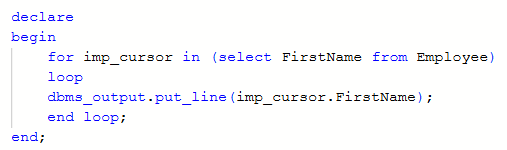 declare
begin
for imp_cursor in (select FirstName from Employee)
loop
dbms_output.put_line(imp_cursor.FirstName);
end loop;
end;